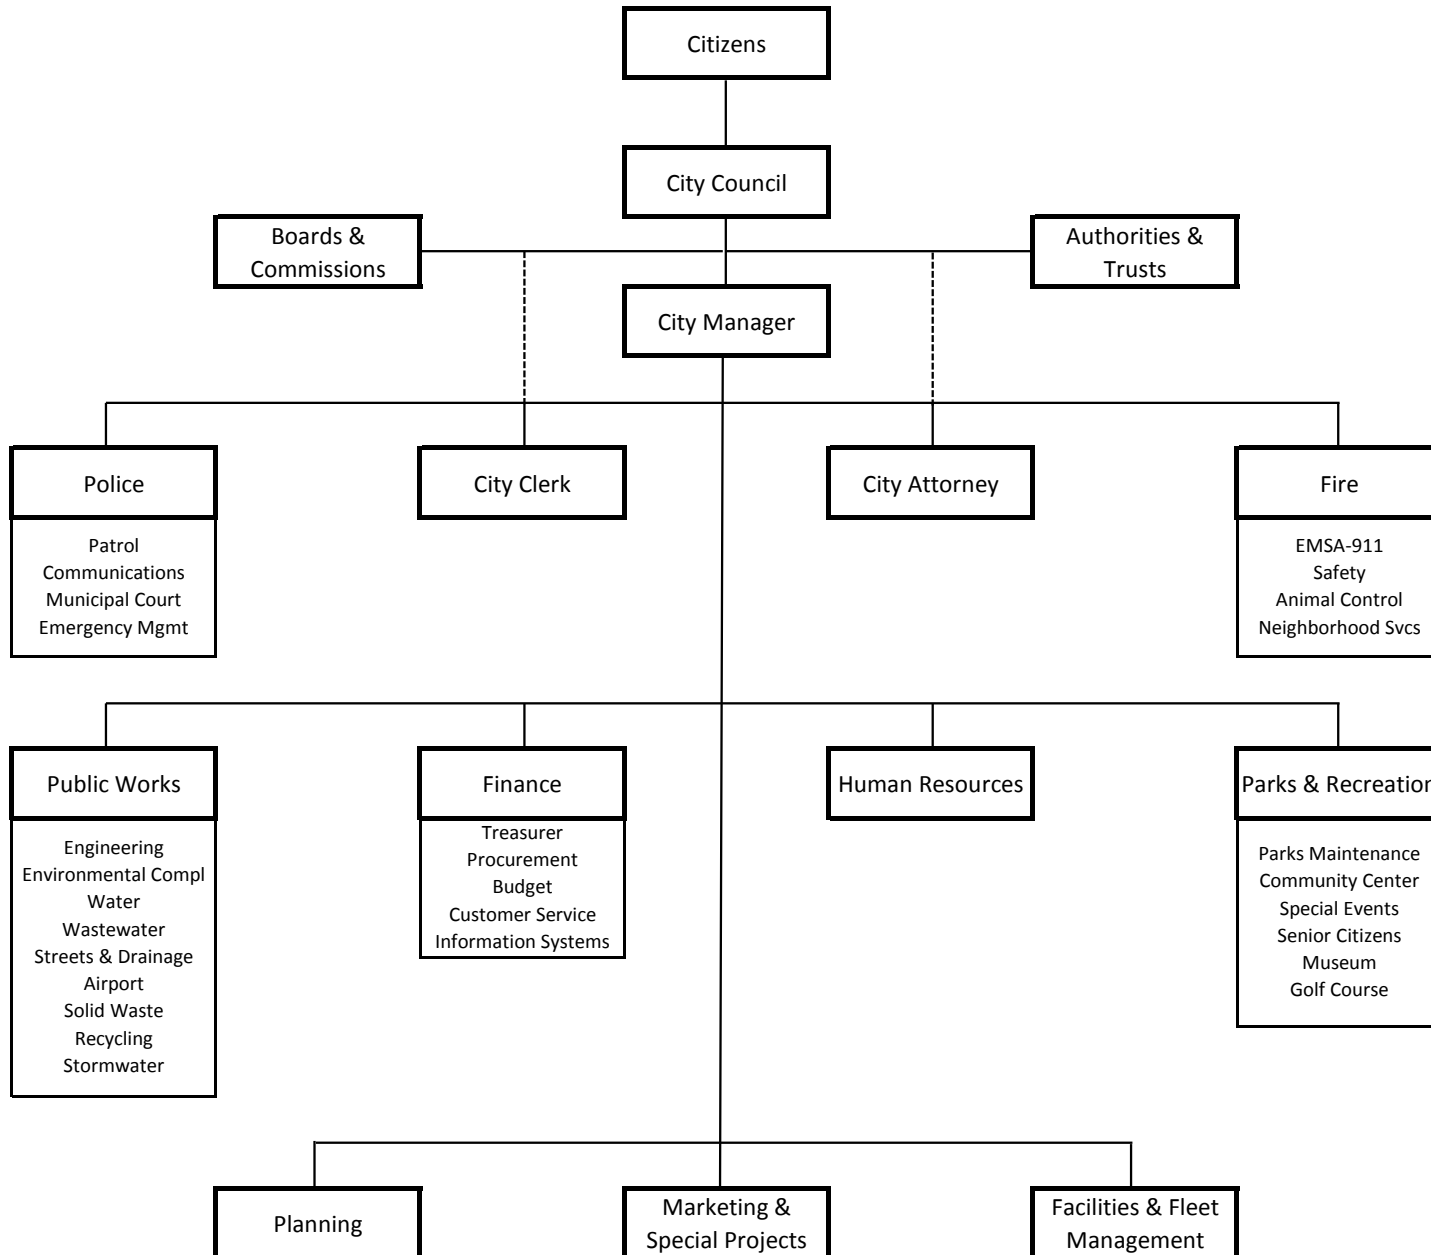 Citizens
City Council
Boards &
Commissions
Authorities &
Trusts
City Manager
Police
City Clerk
City Attorney
Fire
Patrol
Communications
Municipal Court
Emergency Mgmt
EMSA-911
Safety
Animal Control
Neighborhood Svcs
Public Works
Finance
Human Resources
Parks & Recreation
Engineering
Environmental Compl
Water
Wastewater
Streets & Drainage
Airport
Solid Waste
Recycling
Stormwater
Treasurer
Procurement
Budget
Customer Service
Information Systems
Parks Maintenance
Community Center
Special Events
Senior Citizens
Museum
Golf Course
Planning
Marketing &
Special Projects
Facilities & Fleet
Management